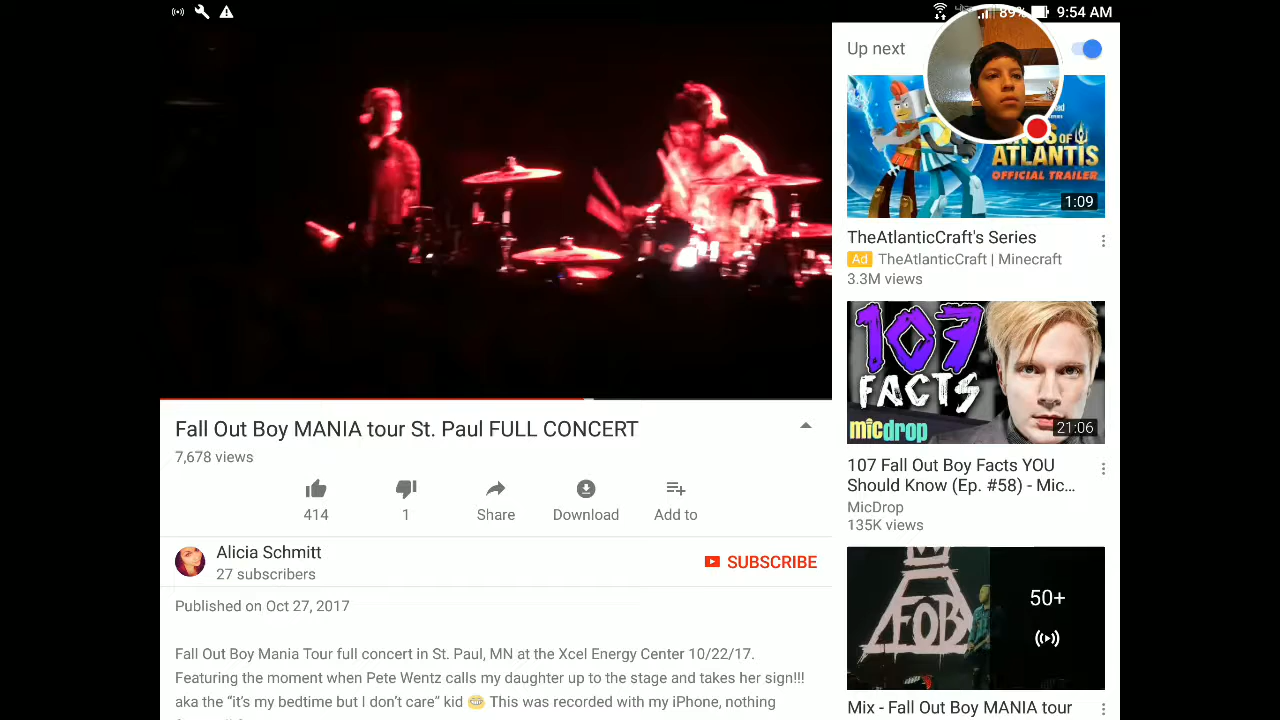 89% 9:54 AM
Up next
OF
ATLANTIS
OFFICIAL TRAILER
1:09
TheAtlanticCraft's Series
Ad TheAtlanticCraft | Minecraft
3.3M views
107
FACTS
micdrop
21:06
107 Fall Out Boy Facts YOU
Should Know (Ep. #58) - Mic...
MicDrop
135K views
FOB
50+
Mix - Fall Out Boy MANIA tour
Fall Out Boy MANIA tour St. Paul FULL CONCERT
7,678 views
414
1
Share
Download
Add to
Alicia Schmitt
27 subscribers
SUBSCRIBE
Published on Oct 27, 2017
Fall Out Boy Mania Tour full concert in St. Paul, MN at the Xcel Energy Center 10/22/17.
Featuring the moment when Pete Wentz calls my daughter up to the stage and takes her sign!!!
aka the “it's my bedtime but I don't care” kid 😁 This was recorded with my iPhone, nothing